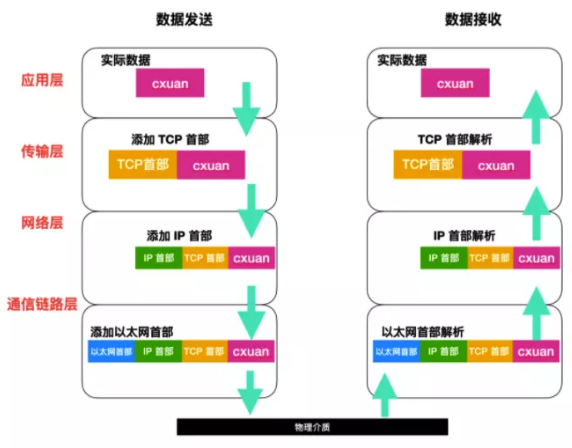 数据发送
数据接收
应用层
实际数据
cxuan
实际数据
cxuan
传输层
添加 TCP 首部
TCP首部 cxuan
TCP 首部解析
TCP首部 cxuan
网络层
添加 IP 首部
IP 首部 TCP 首部 cxuan
IP 首部解析
IP 首部 TCP 首部 cxuan
通信链路层
添加以太网首部
以太网首部 IP 首部 TCP 首部 cxuan
以太网首部解析
以太网首部 IP 首部 TCP 首部 cxuan
物理介质